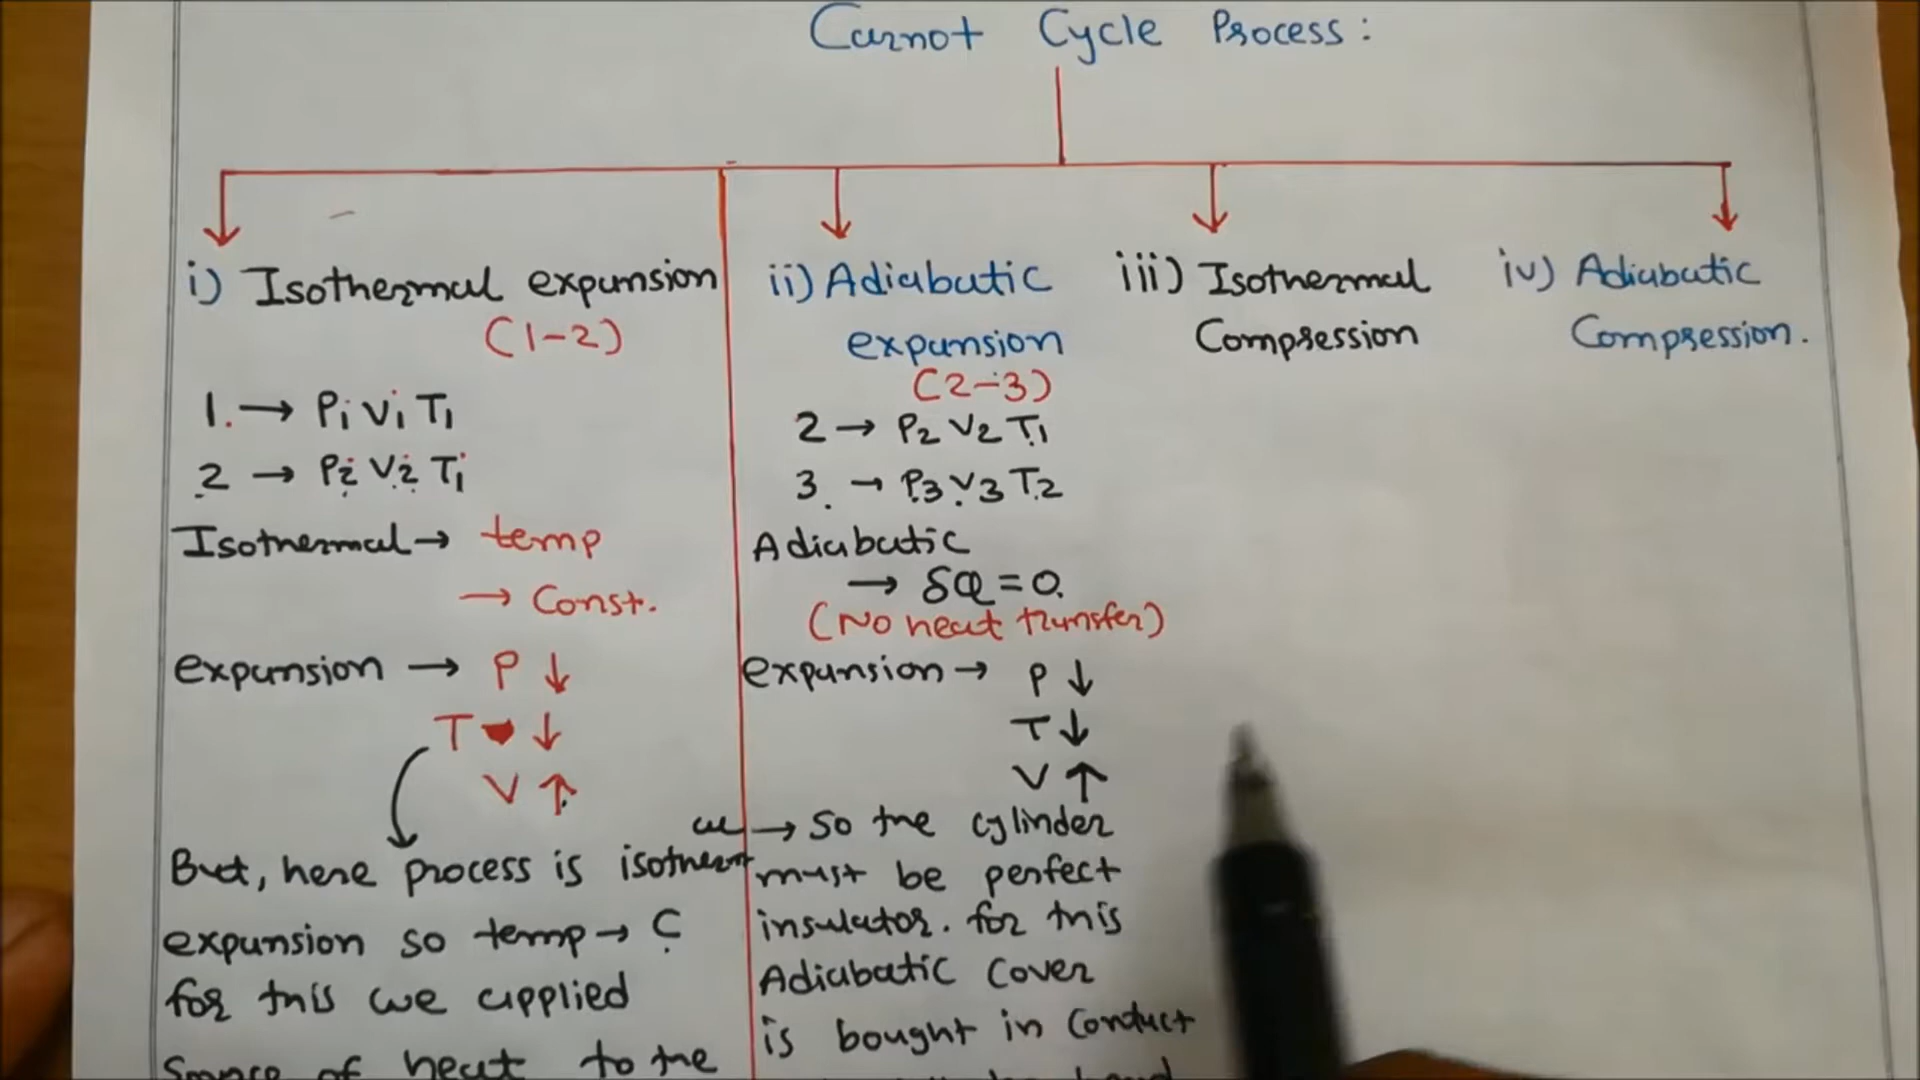 Carnot Cycle Process:
i) Isothermal expansion
(1-2)
1. → P1 V1 T1
2 → P2 V2 T1
Isothermal → temp
→ Const.
expansion → P ↓
T ↓
V ↑
But, here process is isother
expansion so temp → C
for this we applied
Source of heat to the
ii) Adiabatic
expansion
(2-3)
2 → P2 V2 T1
3. → P3 V3 T2
Adiabatic
→ δQ = 0.
(No heat transfer)
expansion → P ↓
T ↓
V ↑
→ So the cylinder
must be perfect
insulator. for this
Adiabatic Cover
is bought in Conduct
iii) Isothermal
Compression
iv) Adiabatic
Compression.